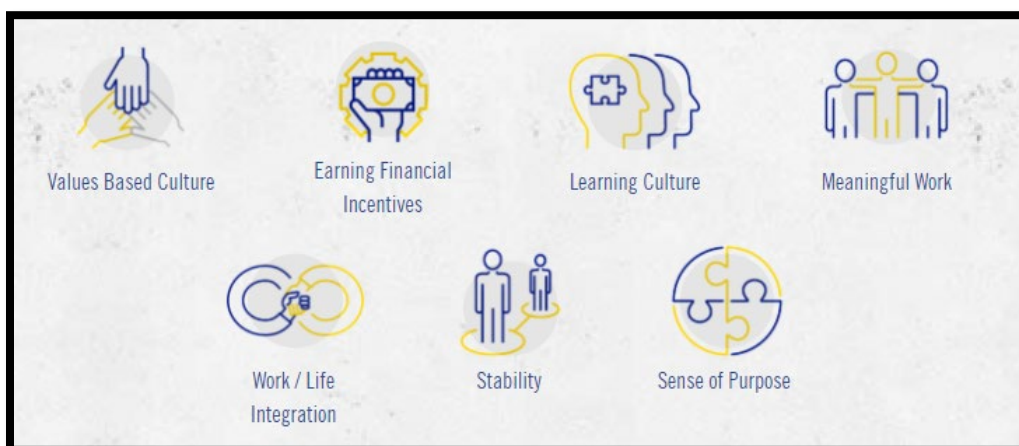 Values Based Culture
Earning Financial
Incentives
Learning Culture
Meaningful Work
Work / Life
Integration
Stability
Sense of Purpose